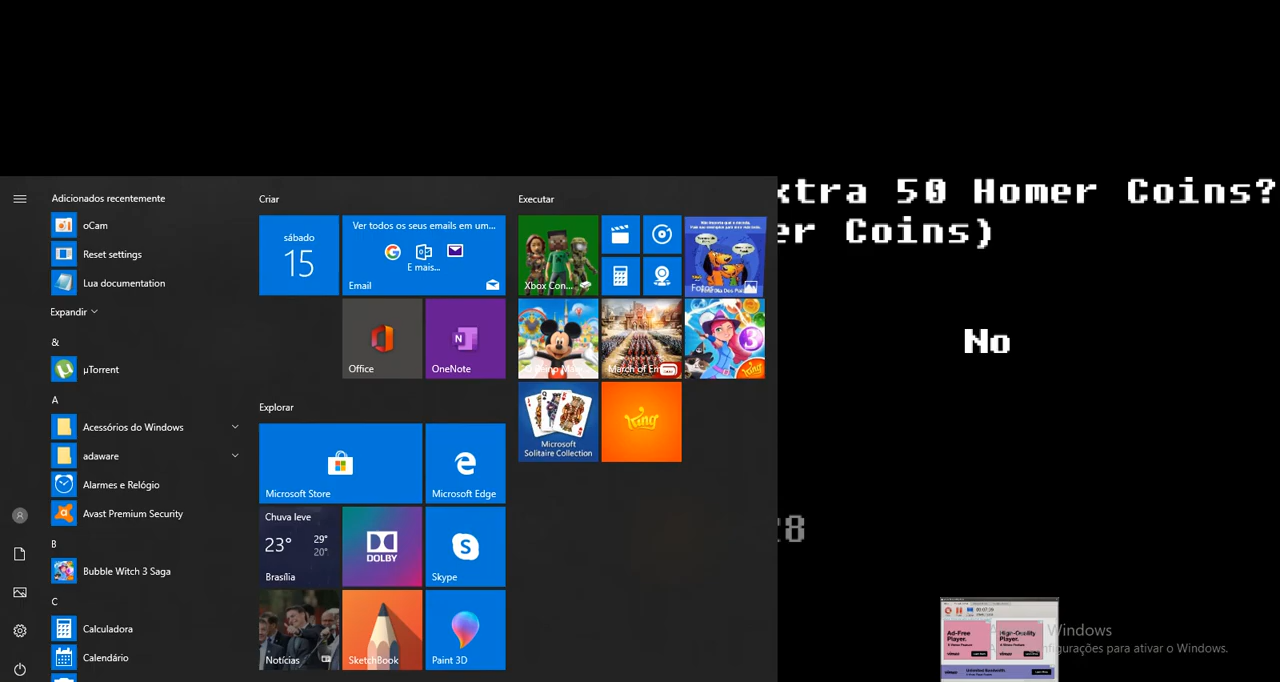 xtra 50 Homer Coins?
er Coins)
No
28
Adicionados recentemente
oCam
Reset settings
Lua documentation
Expandir
&
µTorrent
A
Acessórios do Windows
adaware
Alarmes e Relógio
Avast Premium Security
B
Bubble Witch 3 Saga
C
Calculadora
Calendário
Criar
sábado
15
Ver todos os seus emails em um...
E mais...
Email
Office
OneNote
Explorar
Microsoft Store
Microsoft Edge
Chuva leve
23°
29°
20°
Brasília
DOLBY
Skype
Notícias
SketchBook
Paint 3D
Executar
Xbox Con...
Fotos
March of Em
King
Microsoft
Solitaire Collection
King
Ad-Free
Player.
High-Quality
Player.
Windows
nfigurações para ativar o Windows.